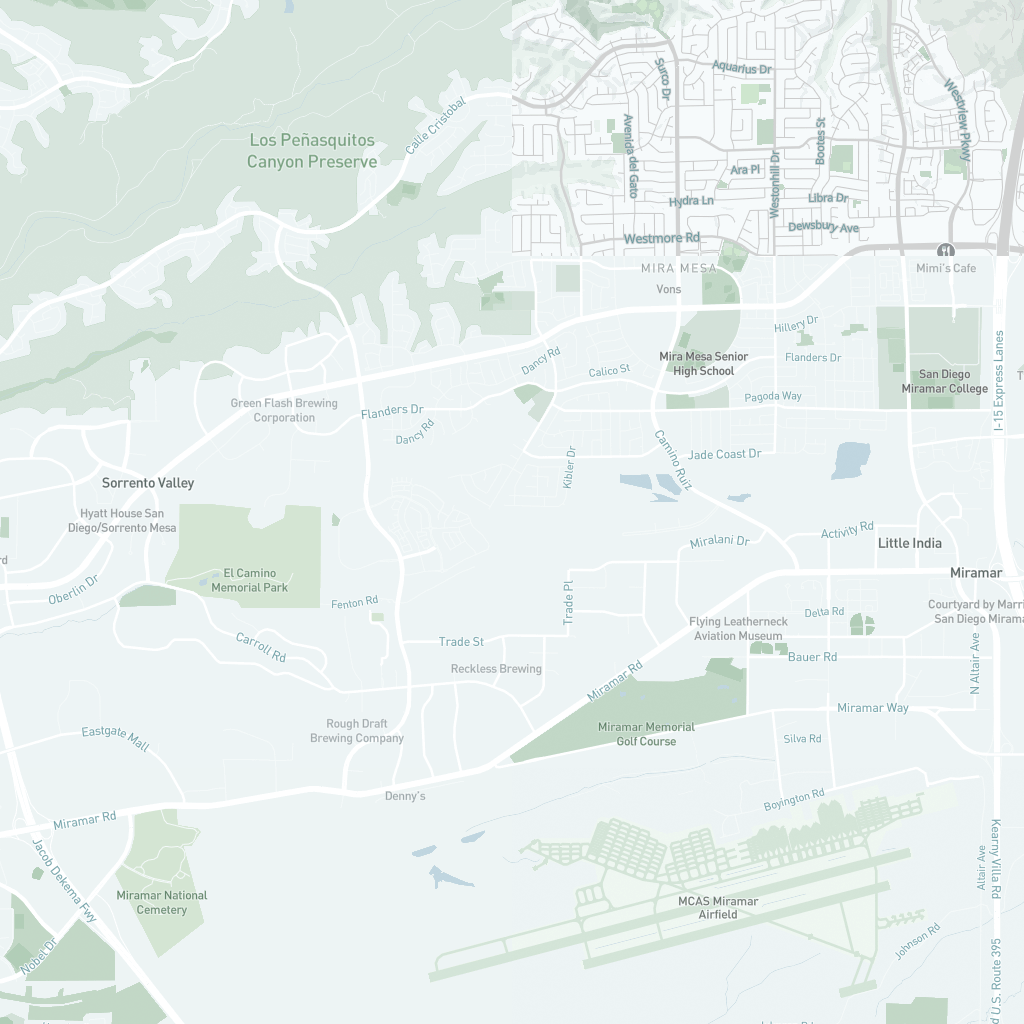 Surco Dr
Aquarius Dr
Westview Pkwy
Calle Cristobal
Los Peñasquitos
Canyon Preserve
Avenida del Gato
Bootes St
Ara Pl
Westonhill Dr
Hydra Ln
Libra Dr
Dewsbury Ave
Westmore Rd
MIRA MESA
Mimi's Cafe
Vons
Hillery Dr
Dancy Rd
Mira Mesa Senior
High School
Flanders Dr
Calico St
San Diego
Miramar College
I-15 Express Lanes
Pagoda Way
Green Flash Brewing
Corporation
Flanders Dr
Dancy Rd
Camino Ruiz
Kibler Dr
Jade Coast Dr
Sorrento Valley
Hyatt House San
Diego/Sorrento Mesa
Activity Rd
Miralani Dr
Little India
rd
El Camino
Memorial Park
Miramar
Oberlin Dr
Fenton Rd
Trade Pl
Delta Rd
Courtyard by Marri
San Diego Mirama
Flying Leatherneck
Aviation Museum
Trade St
Carroll Rd
Bauer Rd
N Altair Ave
Reckless Brewing
Miramar Rd
Miramar Way
Rough Draft
Brewing Company
Miramar Memorial
Golf Course
Eastgate Mall
Silva Rd
Denny's
Boyington Rd
Miramar Rd
Jacob Dekema Fwy
Altair Ave
Kearny Villa Rd
Miramar National
Cemetery
MCAS Miramar
Airfield
Johnson Rd
Nobel Dr
d U.S. Route 395